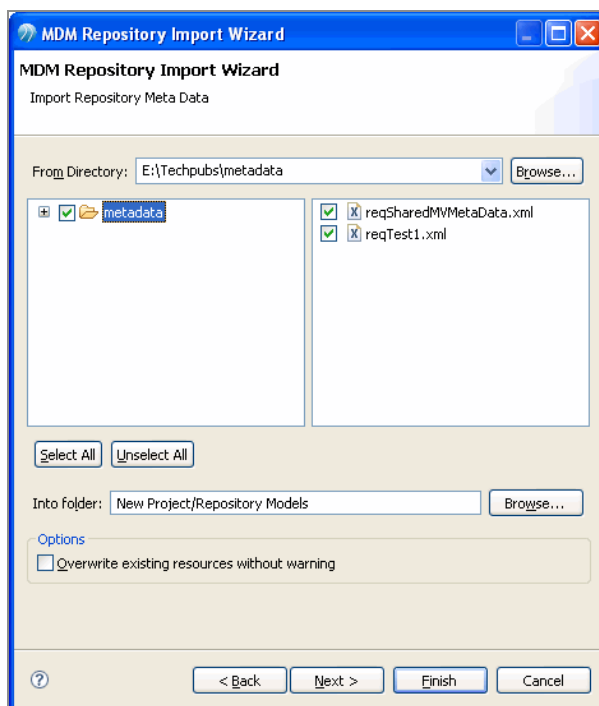 MDM Repository Import Wizard
MDM Repository Import Wizard
Import Repository Meta Data
From Directory: E:\Techpubs\metadata Browse...
metadata
reqSharedMVMetaData.xml
reqTest1.xml
Select All Unselect All
Into folder: New Project/Repository Models Browse...
Options
Overwrite existing resources without warning
? < Back Next > Finish Cancel